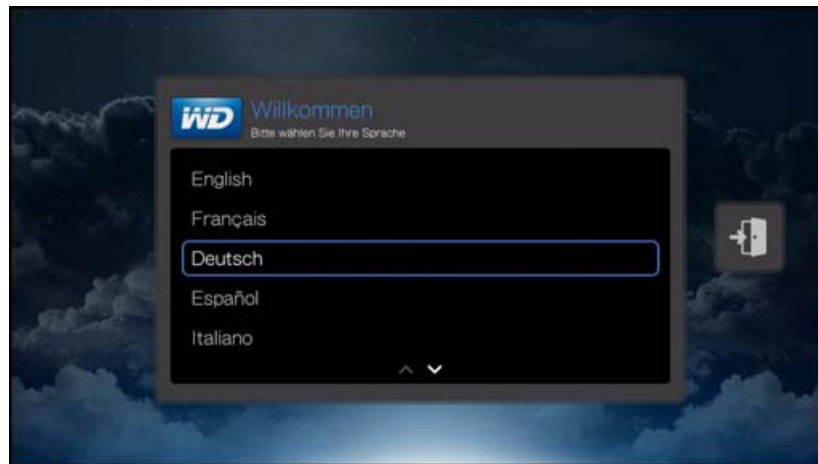 WD
Willkommen
Bitte wählen Sie Ihre Sprache
English
Français
Deutsch
Español
Italiano